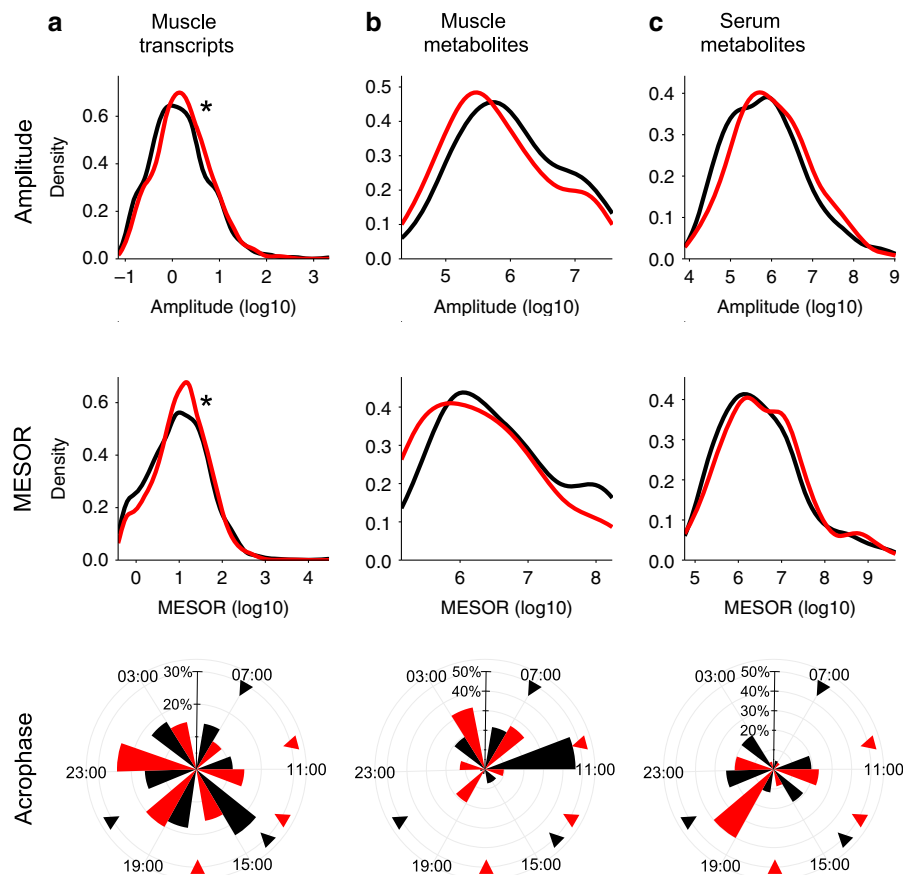 a Muscle transcripts
b Muscle metabolites
c Serum metabolites
Amplitude
Density
0.6
0.4
0.2
0.0
–1 0 1 2 3
Amplitude (log10)
*
0.5
0.4
0.3
0.2
0.1
0.0
5 6 7
Amplitude (log10)
0.4
0.3
0.2
0.1
0.0
4 5 6 7 8 9
Amplitude (log10)
MESOR
Density
0.6
0.4
0.2
0.0
0 1 2 3 4
MESOR (log10)
*
0.4
0.3
0.2
0.1
0.0
6 7 8
MESOR (log10)
0.4
0.3
0.2
0.1
0.0
5 6 7 8 9
MESOR (log10)
Acrophase
03:00 30% 07:00
20%
23:00 11:00
19:00 15:00
03:00 50% 07:00
40%
23:00 11:00
19:00 15:00
03:00 50% 07:00
40%
30%
20%
23:00 11:00
19:00 15:00